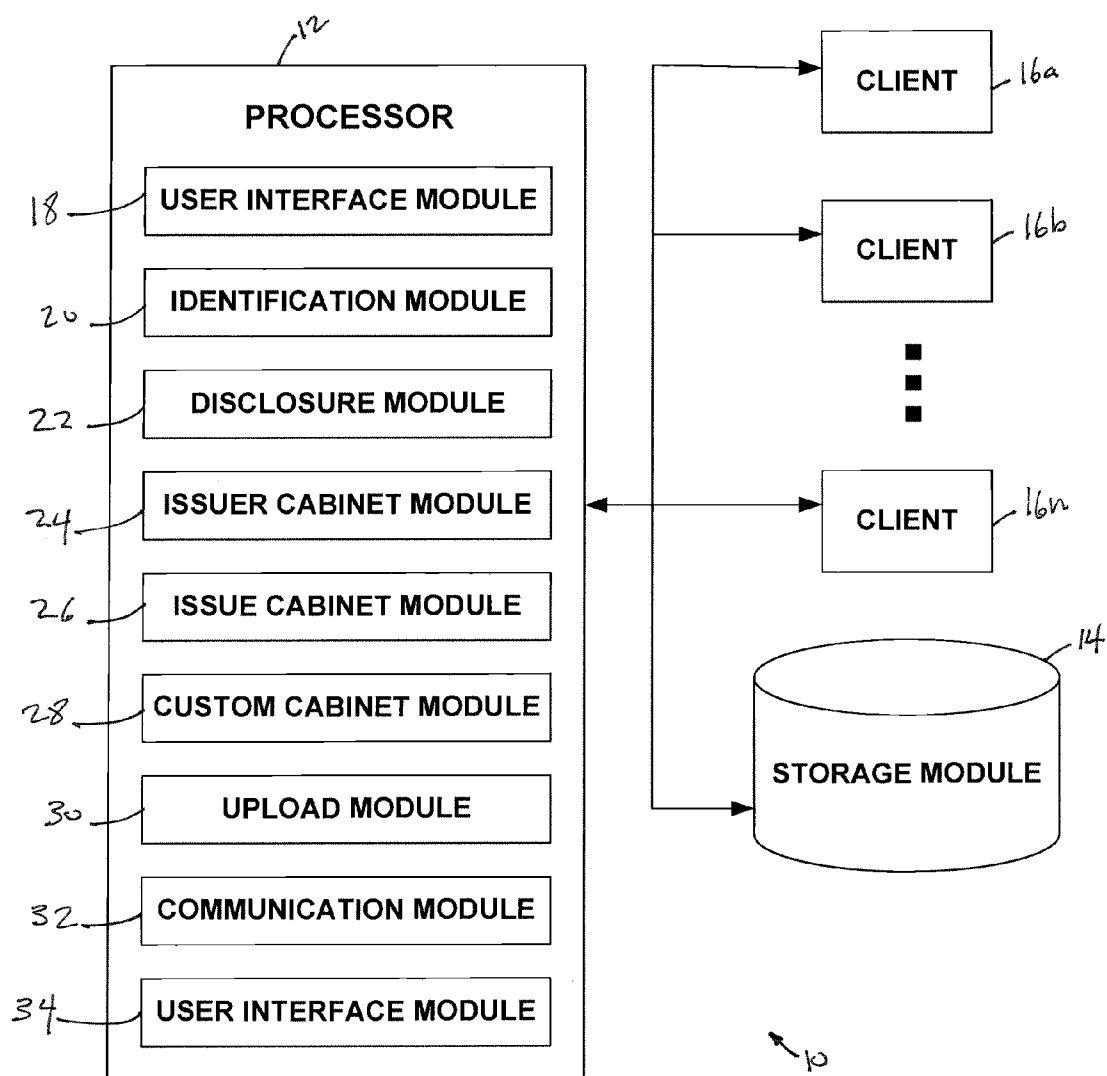 12
PROCESSOR
18 USER INTERFACE MODULE
20 IDENTIFICATION MODULE
22 DISCLOSURE MODULE
24 ISSUER CABINET MODULE
26 ISSUE CABINET MODULE
28 CUSTOM CABINET MODULE
30 UPLOAD MODULE
32 COMMUNICATION MODULE
34 USER INTERFACE MODULE
CLIENT 16a
CLIENT 16b
CLIENT 16n
14
STORAGE MODULE
10